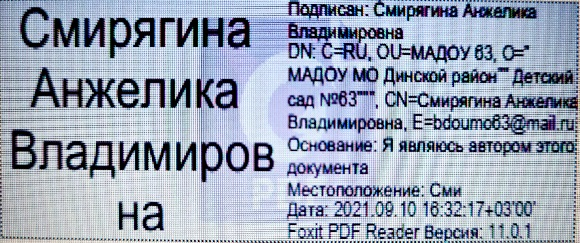 Смирягина
Анжелика
Владимиров
на
Подписан: Смирягина Анжелика
Владимировна
DN: C=RU, OU=МАДОУ 63, O="
МАДОУ МО Динской район"" Детский
сад №63"""", CN=Смирягина Анжелика
Владимировна, E=bdoumo63@mail.ru
Основание: Я являюсь автором этого
документа
Местоположение: Сми
Дата: 2021.09.10 16:32:17+03'00'
Foxit PDF Reader Версия: 11.0.1